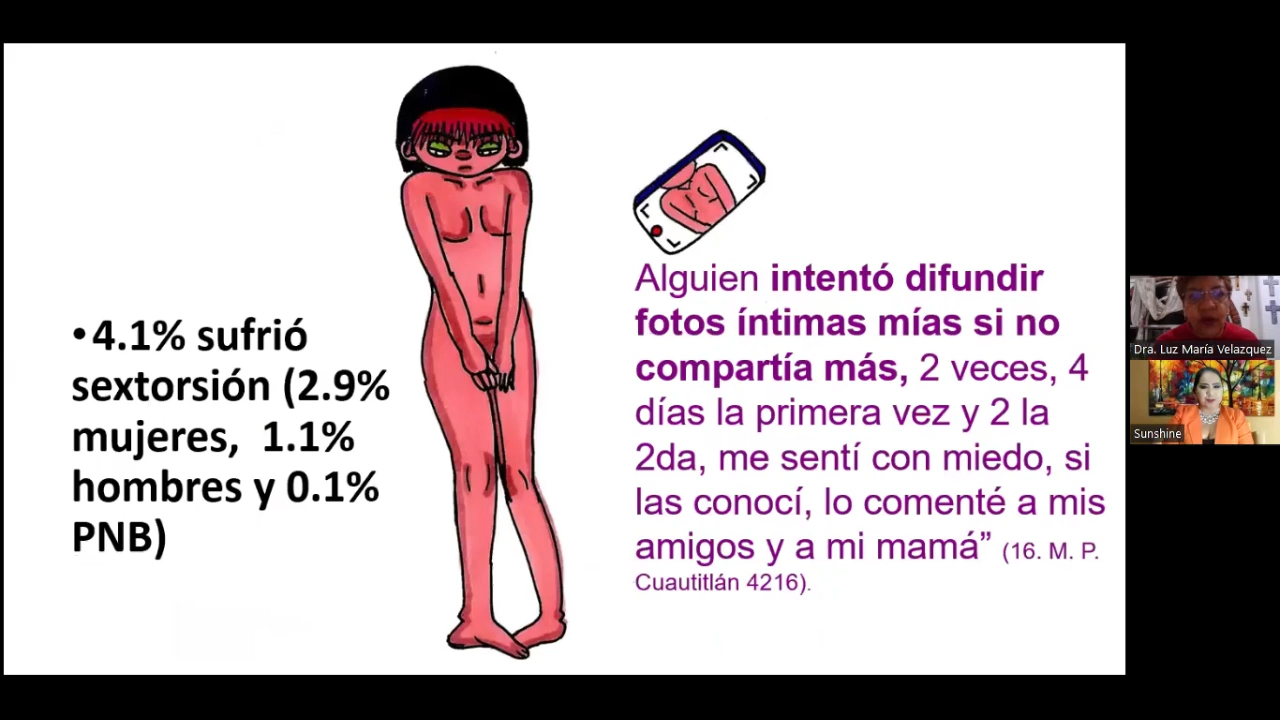 •4.1% sufrió
sextorsión (2.9%
mujeres, 1.1%
hombres y 0.1%
PNB)
Alguien intentó difundir
fotos íntimas mías si no
compartía más, 2 veces, 4
días la primera vez y 2 la
2da, me sentí con miedo, si
las conocí, lo comenté a mis
amigos y a mi mamá” (16. M. P.
Cuautitlán 4216).
Dra. Luz María Velazquez
Sunshine